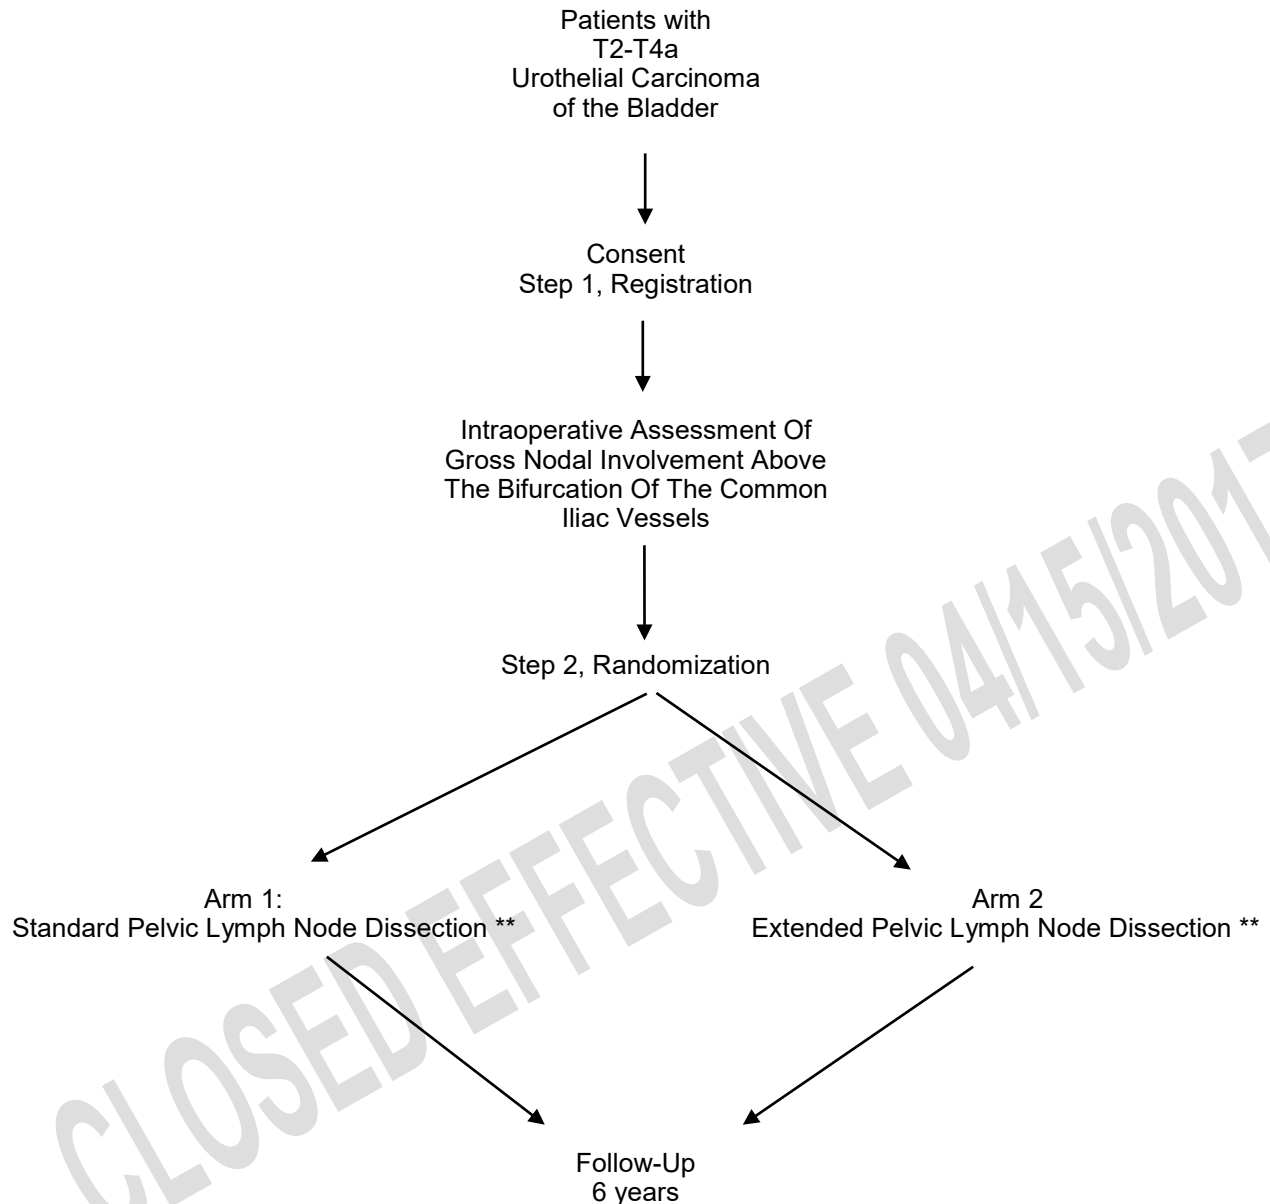 Patients with
T2-T4a
Urothelial Carcinoma
of the Bladder
Consent
Step 1, Registration
Intraoperative Assessment Of
Gross Nodal Involvement Above
The Bifurcation Of The Common
Iliac Vessels
Step 2, Randomization
Arm 1:
Standard Pelvic Lymph Node Dissection **
Arm 2
Extended Pelvic Lymph Node Dissection **
Follow-Up
6 years
CLOSED EFFECTIVE 04/15/2017